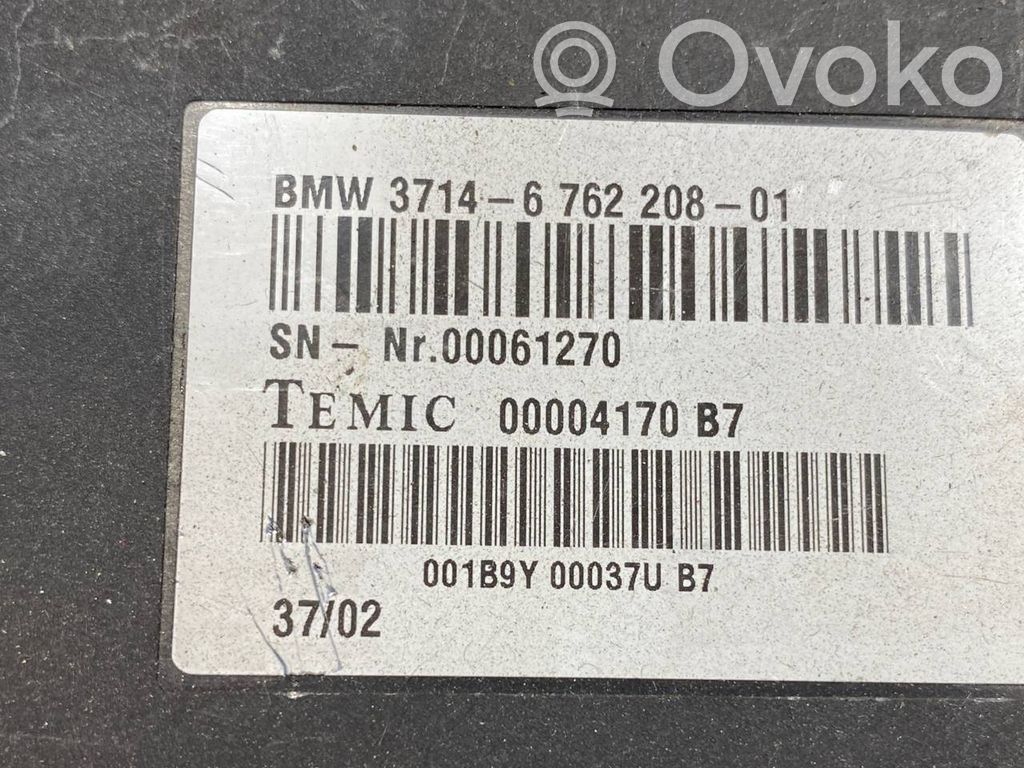 Ovoko
BMW 3714-6 762 208-01
SN- Nr.00061270
TEMIC 00004170 B7
001B9Y 00037U B7
37/02